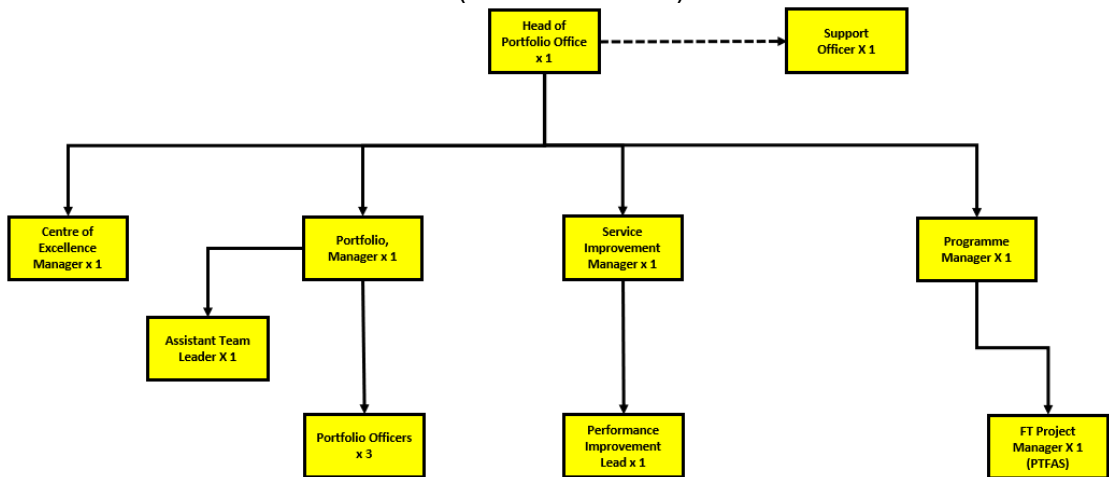 Head of
Portfolio Office
x 1
Support
Officer X 1
Centre of
Excellence
Manager x 1
Portfolio,
Manager x 1
Service
Improvement
Manager x 1
Programme
Manager X 1
Assistant Team
Leader X 1
Portfolio Officers
x 3
Performance
Improvement
Lead x 1
FT Project
Manager X 1
(PTFAS)